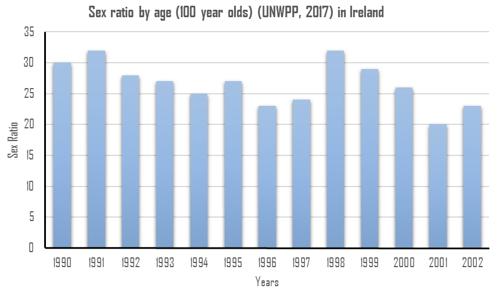 Sex ratio by age (100 year olds) (UNWPP, 2017) in Ireland
35
30
25
20
15
10
5
0
Sex Ratio
1990 1991 1992 1993 1994 1995 1996 1997 1998 1999 2000 2001 2002
Years